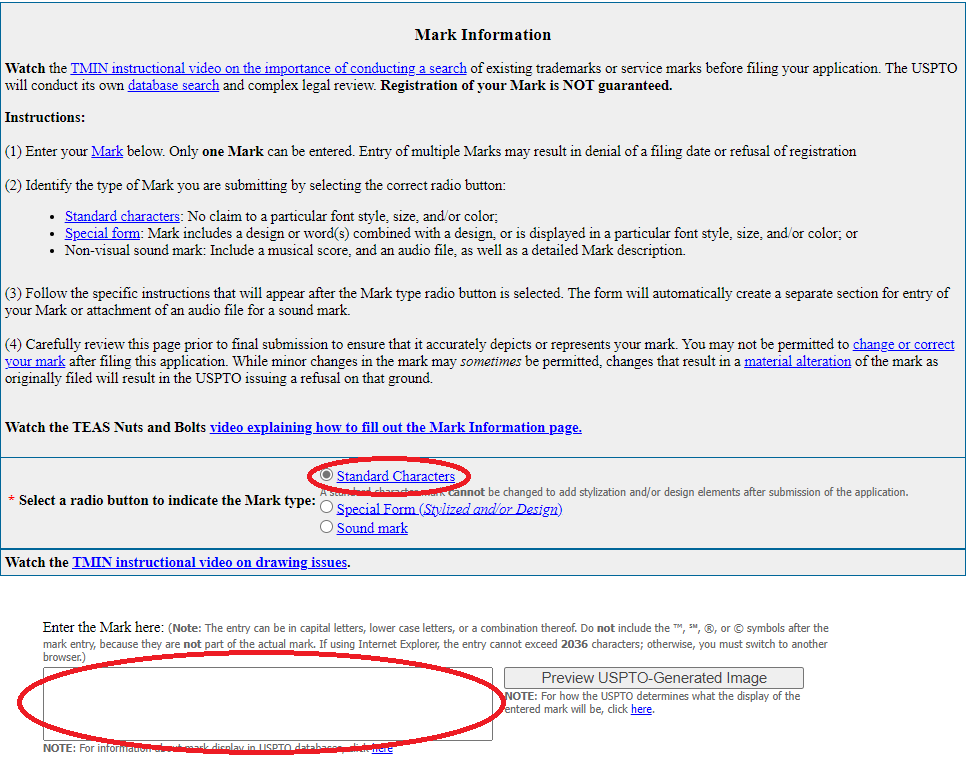 Mark Information
Watch the TMIN instructional video on the importance of conducting a search of existing trademarks or service marks before filing your application. The USPTO
will conduct its own database search and complex legal review. Registration of your Mark is NOT guaranteed.
Instructions:
(1) Enter your Mark below. Only one Mark can be entered. Entry of multiple Marks may result in denial of a filing date or refusal of registration
(2) Identify the type of Mark you are submitting by selecting the correct radio button:
• Standard characters: No claim to a particular font style, size, and/or color;
• Special form: Mark includes a design or word(s) combined with a design, or is displayed in a particular font style, size, and/or color; or
• Non-visual sound mark: Include a musical score, and an audio file, as well as a detailed Mark description.
(3) Follow the specific instructions that will appear after the Mark type radio button is selected. The form will automatically create a separate section for entry of
your Mark or attachment of an audio file for a sound mark.
(4) Carefully review this page prior to final submission to ensure that it accurately depicts or represents your mark. You may not be permitted to change or correct
your mark after filing this application. While minor changes in the mark may sometimes be permitted, changes that result in a material alteration of the mark as
originally filed will result in the USPTO issuing a refusal on that ground.
Watch the TEAS Nuts and Bolts video explaining how to fill out the Mark Information page.
* Select a radio button to indicate the Mark type:
Standard Characters
A standard character mark cannot be changed to add stylization and/or design elements after submission of the application.
Special Form (Stylized and/or Design)
Sound mark
Watch the TMIN instructional video on drawing issues.
Enter the Mark here: (Note: The entry can be in capital letters, lower case letters, or a combination thereof. Do not include the ™, ℠, ®, or © symbols after the
mark entry, because they are not part of the actual mark. If using Internet Explorer, the entry cannot exceed 2036 characters; otherwise, you must switch to another
browser.)
Preview USPTO-Generated Image
NOTE: For how the USPTO determines what the display of the
entered mark will be, click here.
NOTE: For information about mark display in USPTO databases, click here